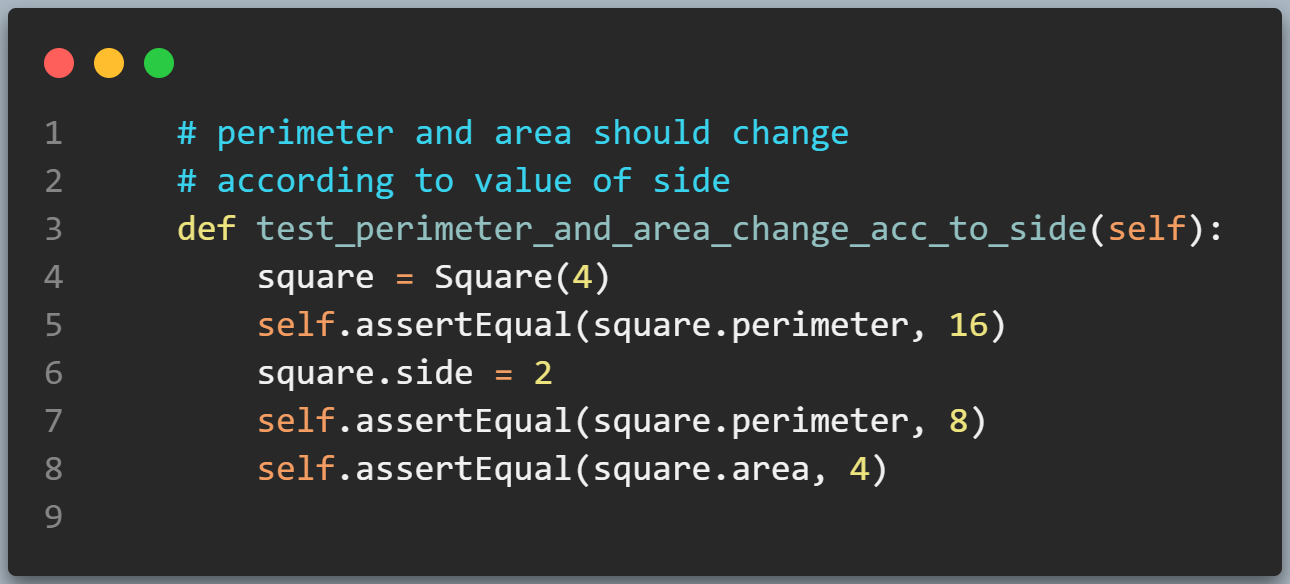 1     # perimeter and area should change
2     # according to value of side
3     def test_perimeter_and_area_change_acc_to_side(self):
4         square = Square(4)
5         self.assertEqual(square.perimeter, 16)
6         square.side = 2
7         self.assertEqual(square.perimeter, 8)
8         self.assertEqual(square.area, 4)
9